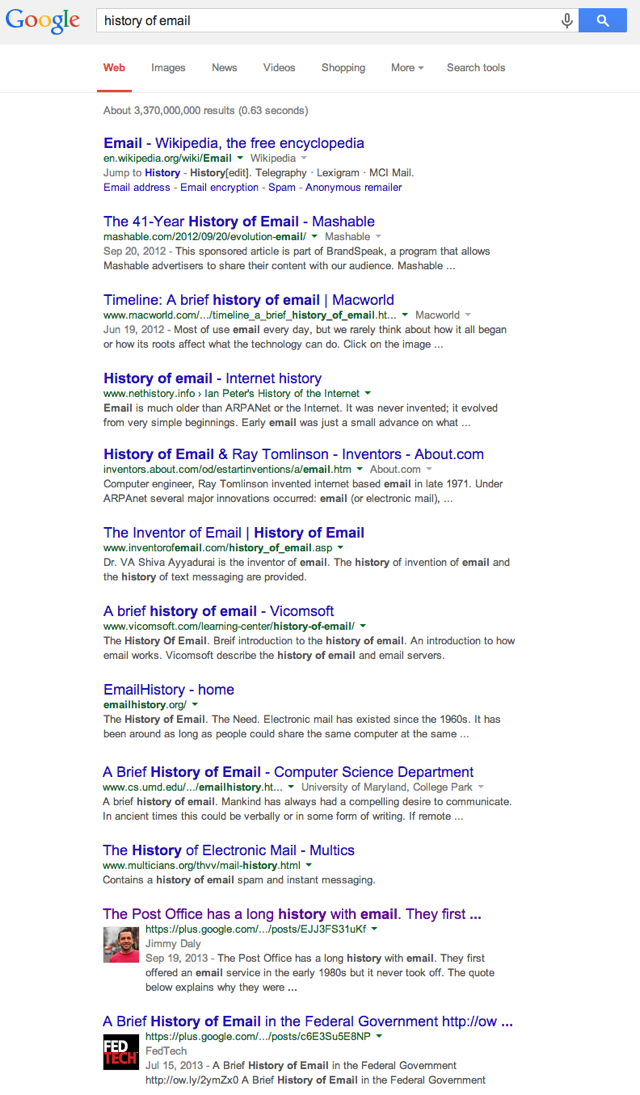 Google
history of email
Web Images News Videos Shopping More Search tools
About 3,370,000,000 results (0.63 seconds)
Email - Wikipedia, the free encyclopedia
en.wikipedia.org/wiki/Email Wikipedia
Jump to History - History[edit]. Telegraphy · Lexigram · MCI Mail.
Email address - Email encryption - Spam - Anonymous remailer
The 41-Year History of Email - Mashable
mashable.com/2012/09/20/evolution-email/ Mashable
Sep 20, 2012 - This sponsored article is part of BrandSpeak, a program that allows
Mashable advertisers to share their content with our audience. Mashable ...
Timeline: A brief history of email | Macworld
www.macworld.com/.../timeline_a_brief_history_of_email.ht... Macworld
Jun 19, 2012 - Most of use email every day, but we rarely think about how it all began
or how its roots affect what the technology can do. Click on the image ...
History of email - Internet history
www.nethistory.info › Ian Peter's History of the Internet
Email is much older than ARPANet or the Internet. It was never invented; it evolved
from very simple beginnings. Early email was just a small advance on what ...
History of Email & Ray Tomlinson - Inventors - About.com
inventors.about.com/od/estartinventions/a/email.htm About.com
Computer engineer, Ray Tomlinson invented internet based email in late 1971. Under
ARPAnet several major innovations occurred: email (or electronic mail), ...
The Inventor of Email | History of Email
www.inventorofemail.com/history_of_email.asp
Dr. VA Shiva Ayyadurai is the inventor of email. The history of invention of email and
the history of text messaging are provided.
A brief history of email - Vicomsoft
www.vicomsoft.com/learning-center/history-of-email/
The History Of Email. Breif introduction to the history of email. An introduction to how
email works. Vicomsoft describe the history of email and email servers.
EmailHistory - home
emailhistory.org/
The History of Email. The Need. Electronic mail has existed since the 1960s. It has
been around as long as people could share the same computer at the same ...
A Brief History of Email - Computer Science Department
www.cs.umd.edu/.../emailhistory.ht... University of Maryland, College Park
A brief history of email. Mankind has always had a compelling desire to communicate.
In ancient times this could be verbally or in some form of writing. If remote ...
The History of Electronic Mail - Multics
www.multicians.org/thvv/mail-history.html
Contains a history of email spam and instant messaging.
The Post Office has a long history with email. They first ...
https://plus.google.com/.../posts/EJJ3FS31uKf
Jimmy Daly
Sep 19, 2013 - The Post Office has a long history with email. They first
offered an email service in the early 1980s but it never took off. The quote
below explains why they were ...
A Brief History of Email in the Federal Government http://ow ...
https://plus.google.com/.../posts/c6E3Su5E8NP
FED
TECH
FedTech
Jul 15, 2013 - A Brief History of Email in the Federal Government
http://ow.ly/2ymZx0 A Brief History of Email in the Federal Government